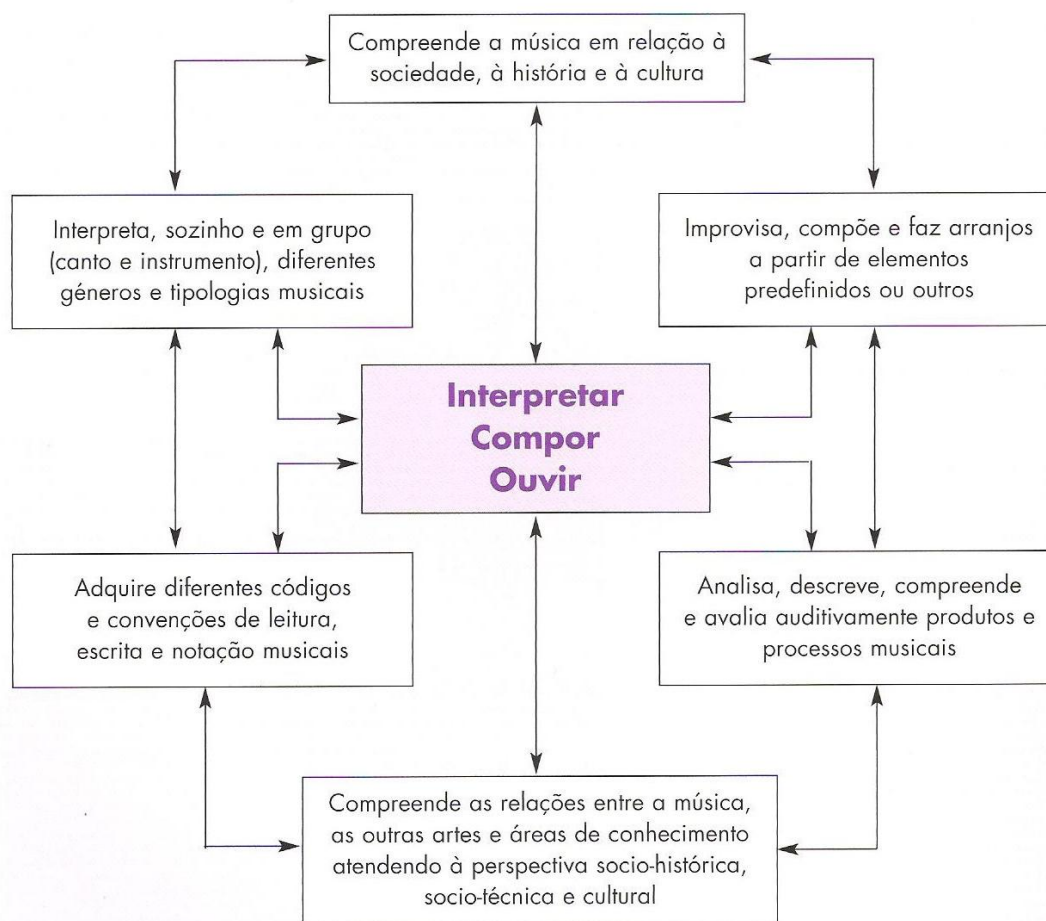 Compreende a música em relação à
sociedade, à história e à cultura
Interpreta, sozinho e em grupo
(canto e instrumento), diferentes
géneros e tipologias musicais
Improvisa, compõe e faz arranjos
a partir de elementos
predefinidos ou outros
Interpretar
Compor
Ouvir
Adquire diferentes códigos
e convenções de leitura,
escrita e notação musicais
Analisa, descreve, compreende
e avalia auditivamente produtos e
processos musicais
Compreende as relações entre a música,
as outras artes e áreas de conhecimento
atendendo à perspectiva socio-histórica,
socio-técnica e cultural